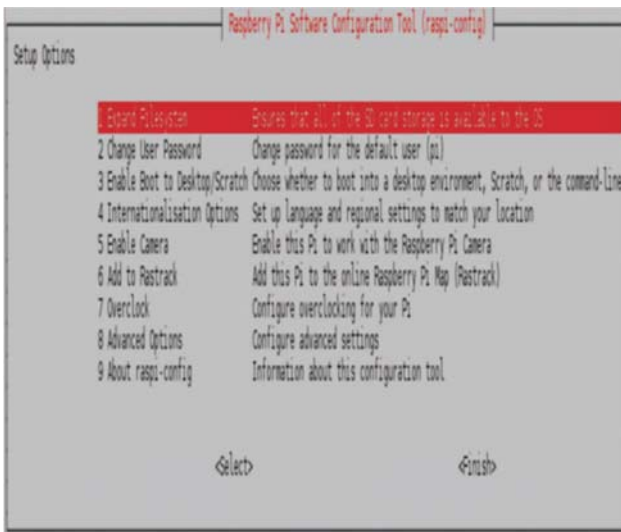 Raspberry Pi Software Configuration Tool (raspi-config)
Setup Options
1 Expand Filesystem Ensures that all of the SD card storage is available to the OS
2 Change User Password Change password for the default user (pi)
3 Enable Boot to Desktop/Scratch Choose whether to boot into a desktop environment, Scratch, or the command-line
4 Internationalisation Options Set up language and regional settings to match your location
5 Enable Camera Enable this Pi to work with the Raspberry Pi Camera
6 Add to Rastrack Add this Pi to the online Raspberry Pi Map (Rastrack)
7 Overclock Configure overclocking for your Pi
8 Advanced Options Configure advanced settings
9 About raspi-config Information about this configuration tool
<Select> <Finish>